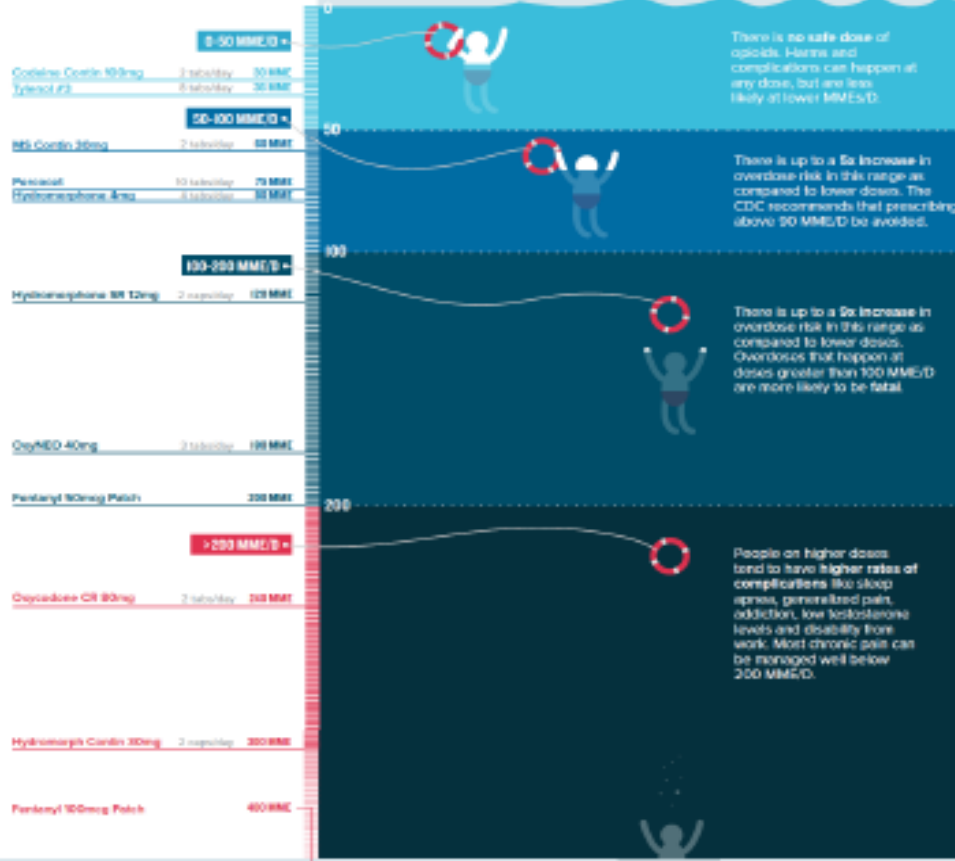 0
0-50 MME/D
Codeine Contin 100mg 2 tabs/day 30 MME
Tylenol #3 8 tabs/day 36 MME
There is no safe dose of
opioids. Harms and
complications can happen at
any dose, but are less
likely at lower MMEs/D.
50-100 MME/D
50
MS Contin 30mg 2 tabs/day 60 MME
Percocet 10 tabs/day 75 MME
Hydromorphone 4mg 4 tabs/day 80 MME
There is up to a 5x increase in
overdose risk in this range as
compared to lower doses. The
CDC recommends that prescribing
above 90 MME/D be avoided.
100
100-200 MME/D
Hydromorphone SR 12mg 2 caps/day 120 MME
There is up to a 9x increase in
overdose risk in this range as
compared to lower doses.
Overdoses that happen at
doses greater than 100 MME/D
are more likely to be fatal.
OxyNEO 40mg 3 tabs/day 180 MME
Fentanyl 50mcg Patch 200 MME
200
>200 MME/D
People on higher doses
tend to have higher rates of
complications like sleep
apnea, generalized pain,
addiction, low testosterone
levels and disability from
work. Most chronic pain can
be managed well below
200 MME/D.
Oxycodone CR 80mg 2 tabs/day 240 MME
Hydromorph Contin 30mg 2 caps/day 300 MME
Fentanyl 100mcg Patch 400 MME